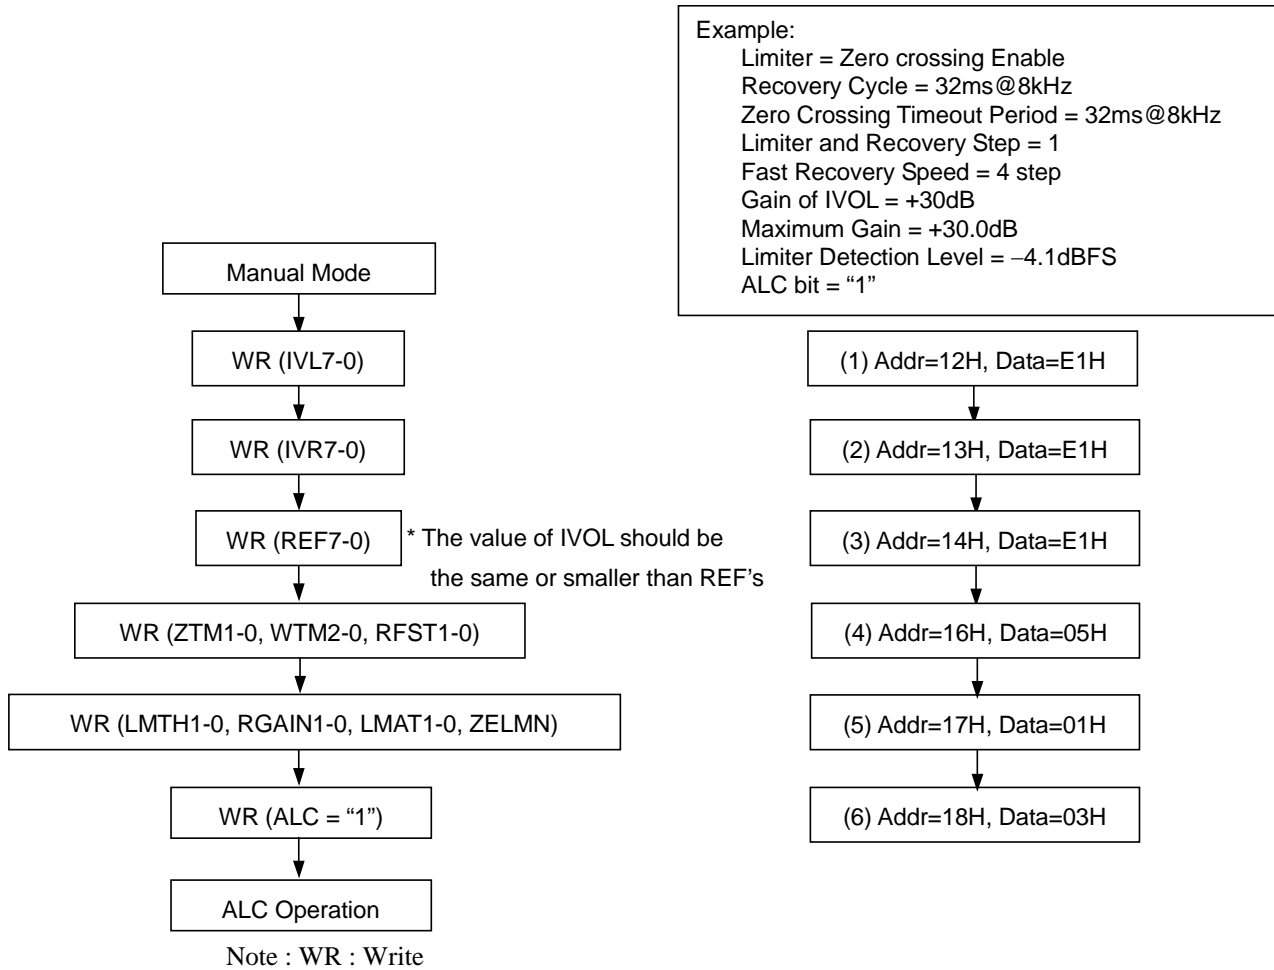 Example:
Limiter = Zero crossing Enable
Recovery Cycle = 32ms@8kHz
Zero Crossing Timeout Period = 32ms@8kHz
Limiter and Recovery Step = 1
Fast Recovery Speed = 4 step
Gain of IVOL = +30dB
Maximum Gain = +30.0dB
Limiter Detection Level = −4.1dBFS
ALC bit = “1”
Manual Mode
WR (IVL7-0)
WR (IVR7-0)
WR (REF7-0)
* The value of IVOL should be
the same or smaller than REF’s
WR (ZTM1-0, WTM2-0, RFST1-0)
WR (LMTH1-0, RGAIN1-0, LMAT1-0, ZELMN)
WR (ALC = “1”)
ALC Operation
Note : WR : Write
(1) Addr=12H, Data=E1H
(2) Addr=13H, Data=E1H
(3) Addr=14H, Data=E1H
(4) Addr=16H, Data=05H
(5) Addr=17H, Data=01H
(6) Addr=18H, Data=03H